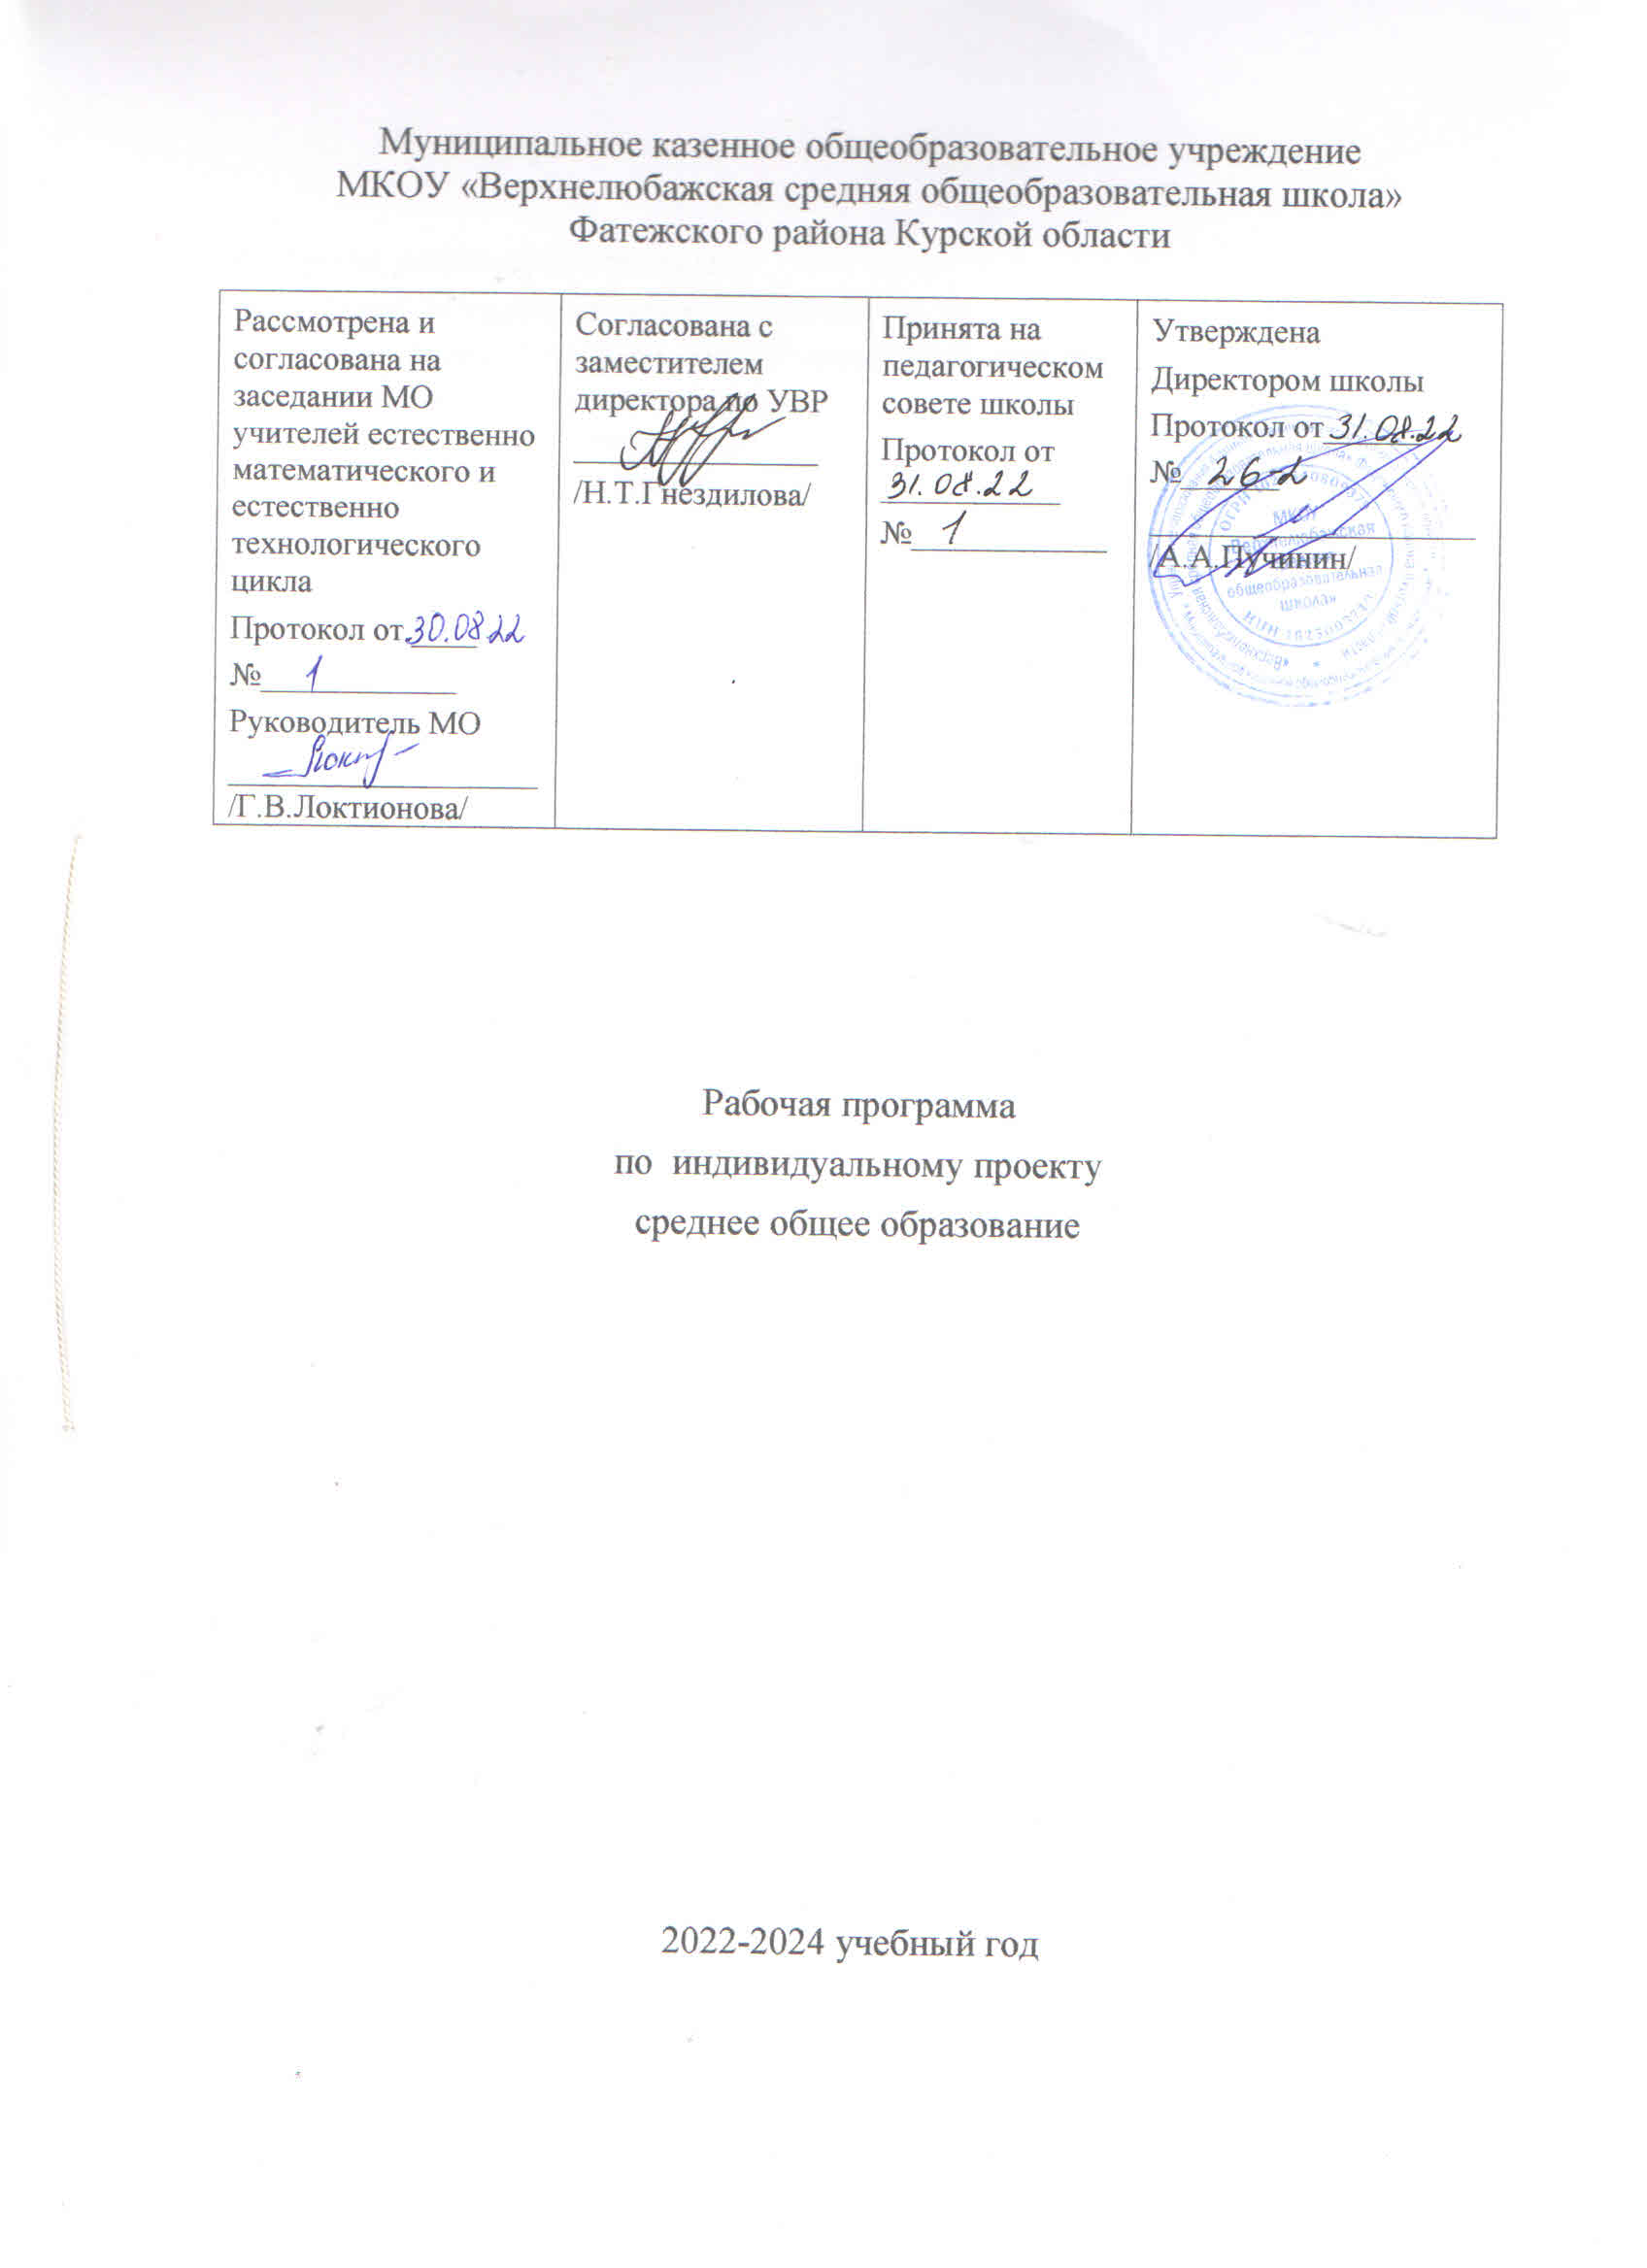 Муниципальное казенное общеобразовательное учреждение
МКОУ «Верхнелюбажская средняя общеобразовательная школа»
Фатежского района Курской области
Рассмотрена и
согласована на
заседании МО
учителей естественно
математического и
естественно
технологического
цикла
Протокол от 30.08 22
№ 1
Руководитель МО
/Г.В.Локтионова/
Согласована с
заместителем
директора по УВР
/Н.Т.Гнездилова/
Принята на
педагогическом
совете школы
Протокол от
31.08.22
№ 1
Утверждена
Директором школы
Протокол от 31.08.22
№ 26-2
/А.А.Пучинин/
МКОУ
Верхнелюбажская
общеобразовательная
школа»
Рабочая программа
по индивидуальному проекту
среднее общее образование
2022-2024 учебный год